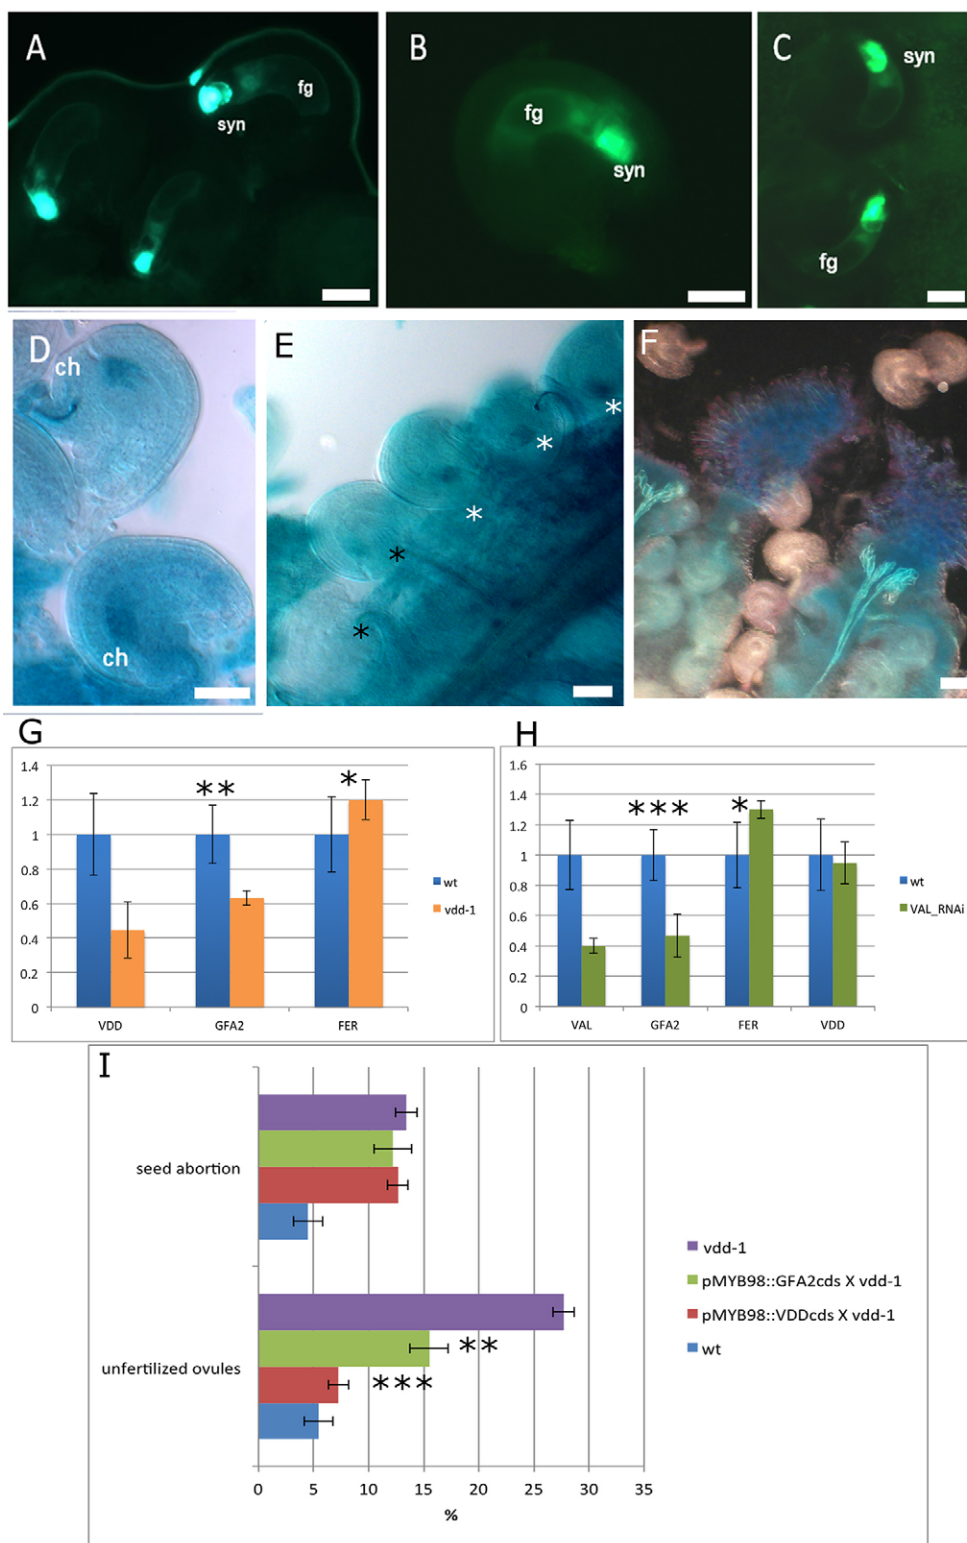 A
fg
syn
B
fg
syn
C
syn
fg
D
ch
ch
E
*
*
*
*
*
F
G
1.4
1.2
1
0.8
0.6
0.4
0.2
0
**
*
VDD
GFA2
FER
wt
vdd-1
H
1.6
1.4
1.2
1
0.8
0.6
0.4
0.2
0
***
*
VAL
GFA2
FER
VDD
wt
VAL_RNAi
I
seed abortion
unfertilized ovules
**
***
0 5 10 15 20 25 30 35
%
vdd-1
pMYB98::GFA2cds X vdd-1
pMYB98::VDDcds X vdd-1
wt